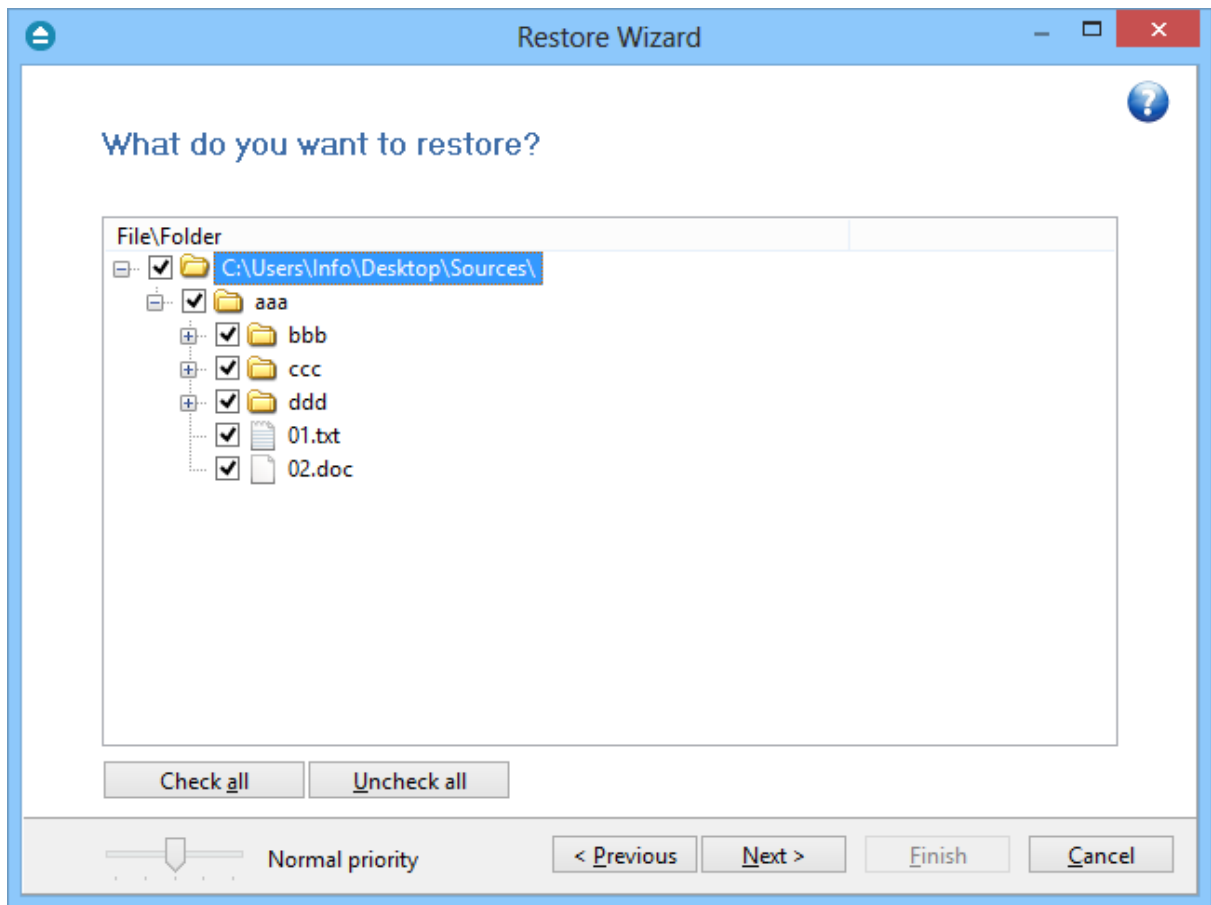 Restore Wizard
What do you want to restore?
File\Folder
C:\Users\Info\Desktop\Sources\
aaa
bbb
ccc
ddd
01.txt
02.doc
Check all Uncheck all
Normal priority < Previous Next > Finish Cancel